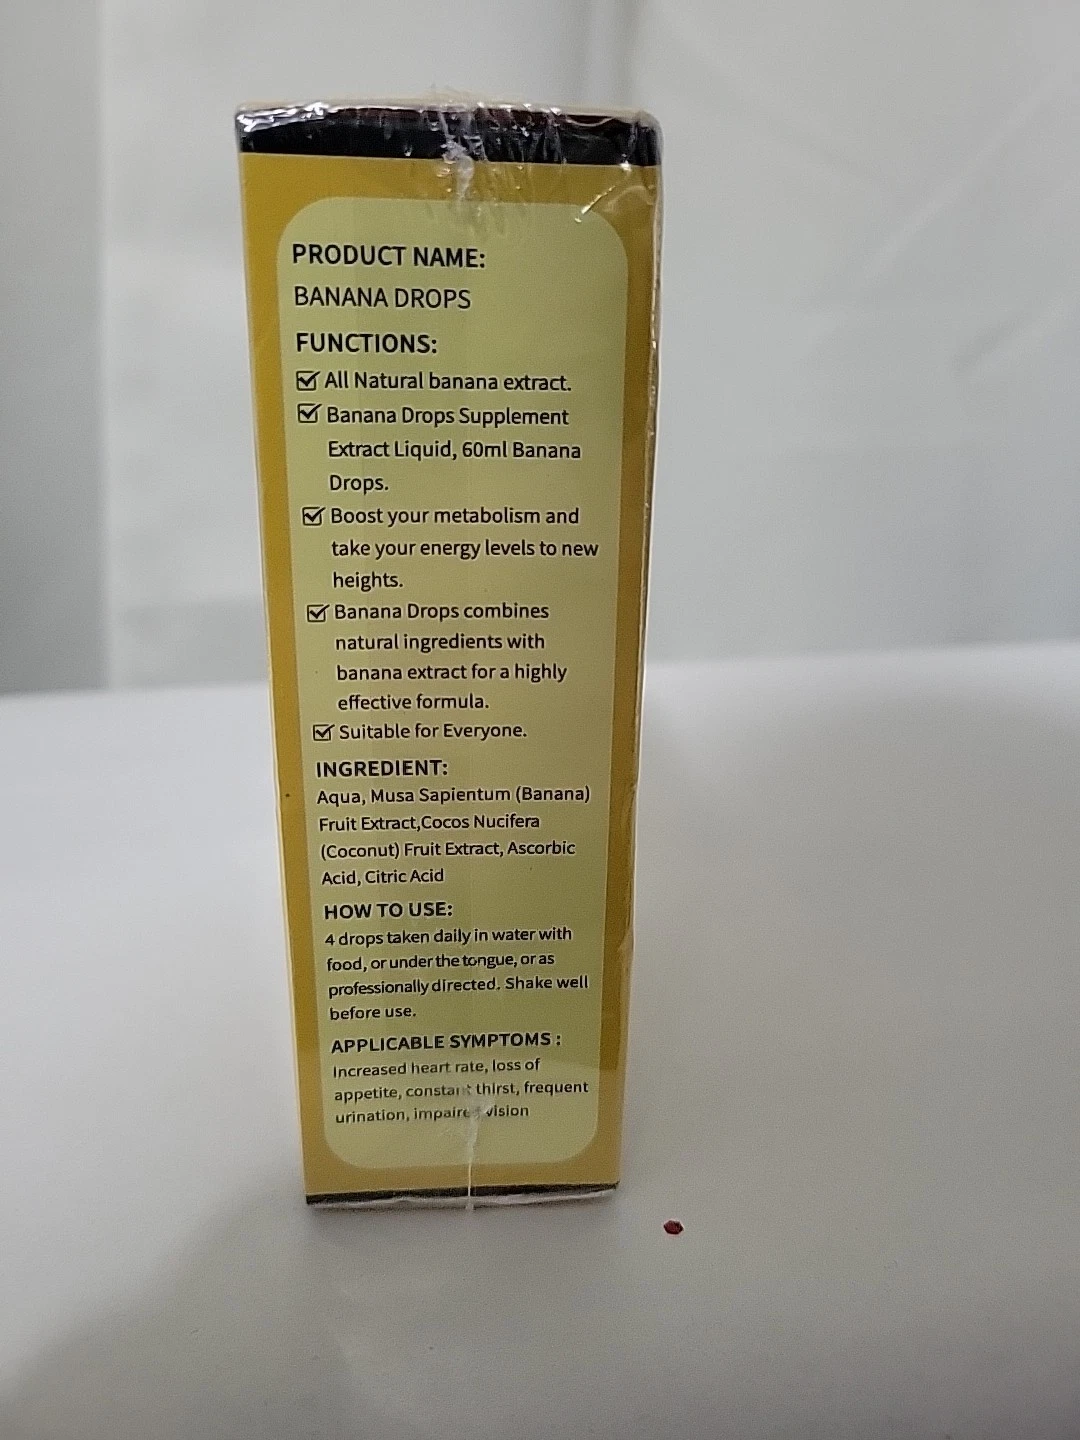 PRODUCT NAME:
BANANA DROPS
FUNCTIONS:
All Natural banana extract.
Banana Drops Supplement
Extract Liquid, 60ml Banana
Drops.
Boost your metabolism and
take your energy levels to new
heights.
Banana Drops combines
natural ingredients with
banana extract for a highly
effective formula.
Suitable for Everyone.
INGREDIENT:
Aqua, Musa Sapientum (Banana)
Fruit Extract,Cocos Nucifera
(Coconut) Fruit Extract, Ascorbic
Acid, Citric Acid
HOW TO USE:
4 drops taken daily in water with
food, or under the tongue, or as
professionally directed. Shake well
before use.
APPLICABLE SYMPTOMS :
Increased heart rate, loss of
appetite, constant thirst, frequent
urination, impaired vision